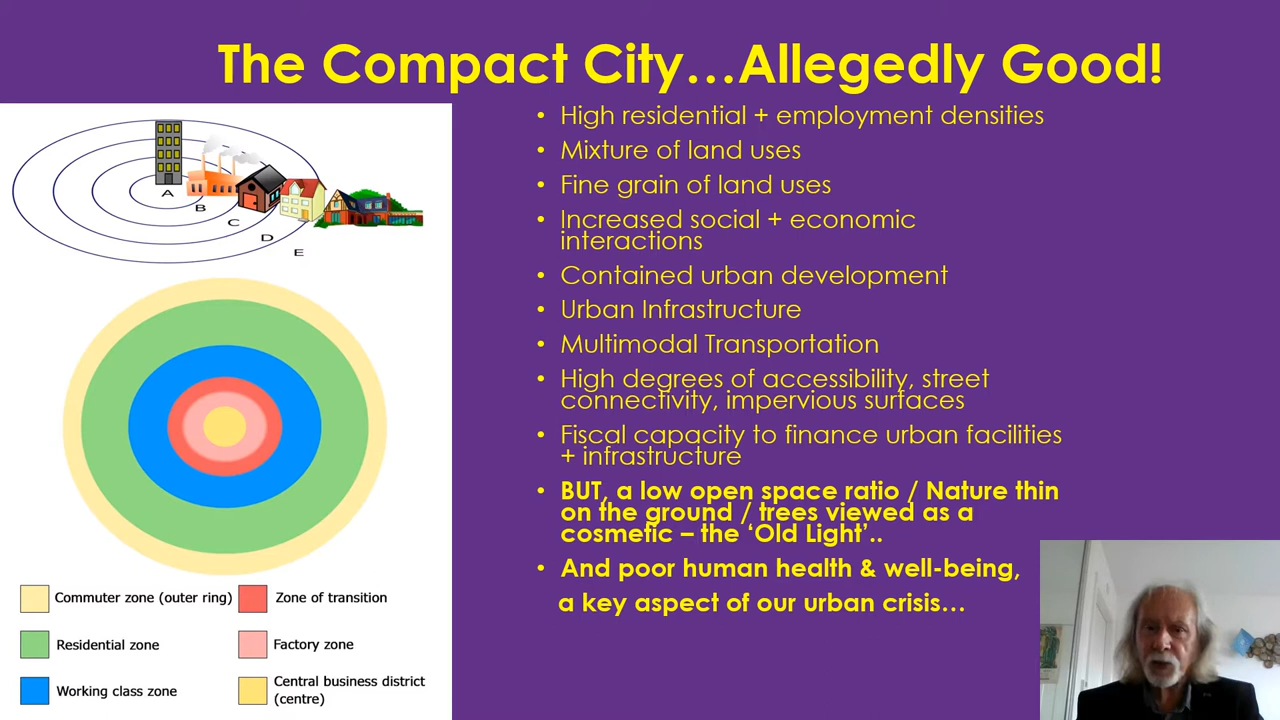 The Compact City…Allegedly Good!
A
B
C
D
E
Commuter zone (outer ring)
Zone of transition
Residential zone
Factory zone
Working class zone
Central business district
(centre)
• High residential + employment densities
• Mixture of land uses
• Fine grain of land uses
• Increased social + economic
interactions
• Contained urban development
• Urban Infrastructure
• Multimodal Transportation
• High degrees of accessibility, street
connectivity, impervious surfaces
• Fiscal capacity to finance urban facilities
+ infrastructure
• BUT, a low open space ratio / Nature thin
on the ground / trees viewed as a
cosmetic – the ‘Old Light’..
• And poor human health & well-being,
a key aspect of our urban crisis…